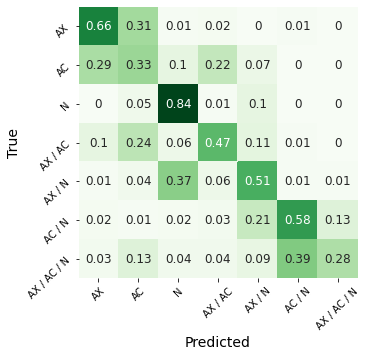 True
AX 0.66 0.31 0.01 0.02 0 0.01 0
AC 0.29 0.33 0.1 0.22 0.07 0 0
N 0 0.05 0.84 0.01 0.1 0 0
AX / AC 0.1 0.24 0.06 0.47 0.11 0.01 0
AX / N 0.01 0.04 0.37 0.06 0.51 0.01 0.01
AC / N 0.02 0.01 0.02 0.03 0.21 0.58 0.13
AX / AC / N 0.03 0.13 0.04 0.04 0.09 0.39 0.28
AX AC N AX / AC AX / N AC / N AX / AC / N
Predicted